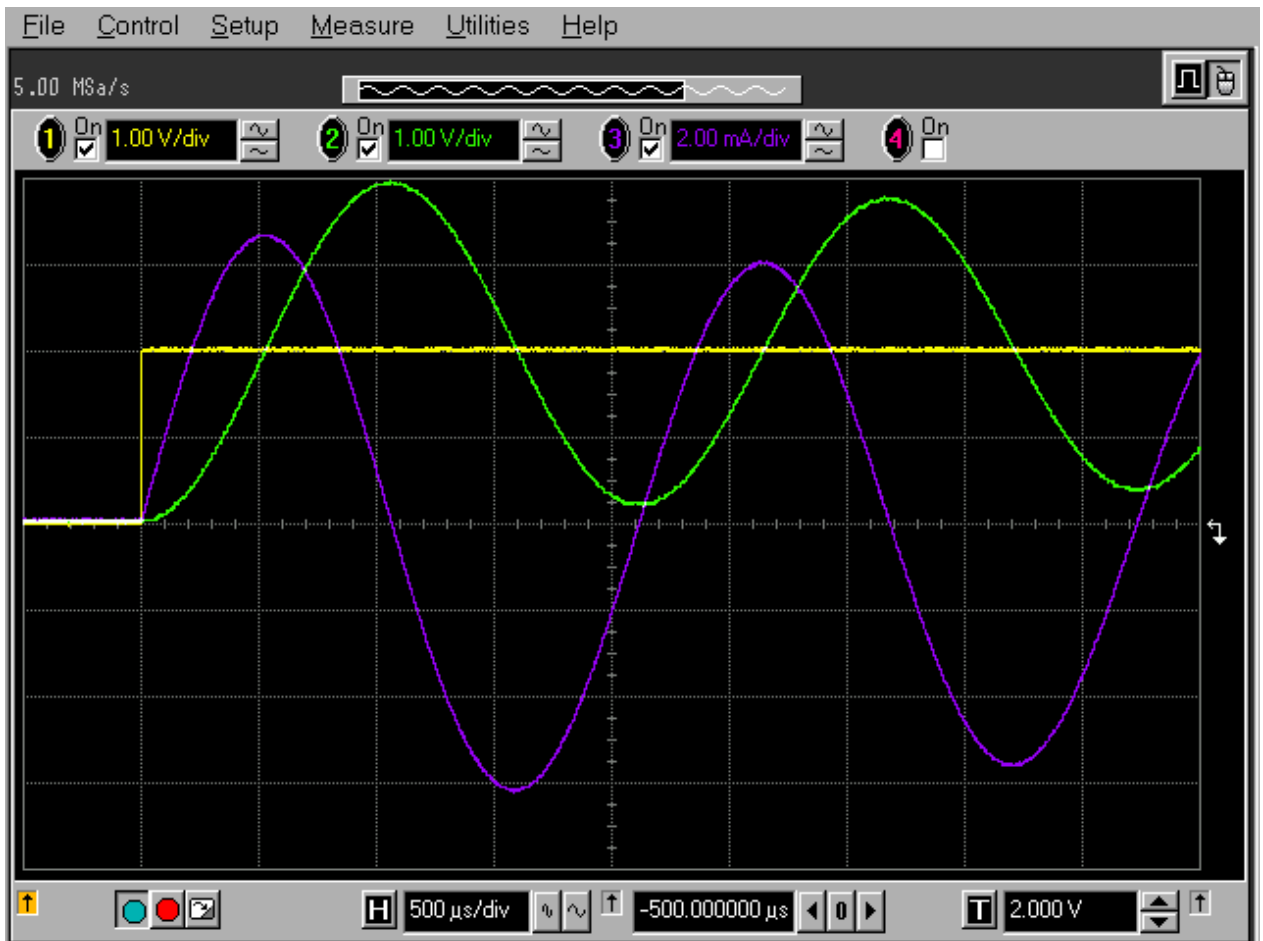 File Control Setup Measure Utilities Help
5.00 MSa/s
1 On 1.00 V/div 2 On 1.00 V/div 3 On 2.00 mA/div 4 On
H 500 µs/div -500.000000 µs 0 T 2.000 V